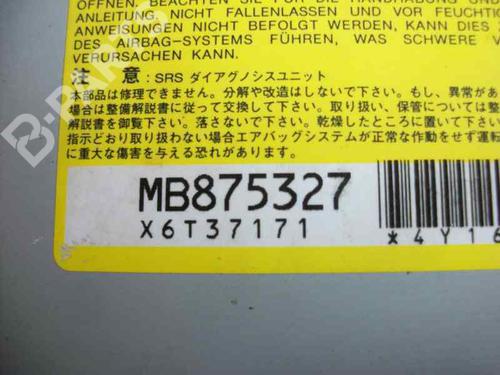 ÖFFNEN. BEACHTEN SIE FÜR DIE HANDHABUNG UND
ANLEITUNG. NICHT FALLENLASSEN UND VOR FEUCHTIG
ANWEISUNGEN NICHT BEFOLGT WERDEN, KANN DIES
DES AIRBAG-SYSTEMS FÜHREN, WAS SCHWERE V
VERURSACHEN KANN.
注 意 : SRS ダイアグノシスユニット
本部品は修理できません。分解や改造はしないで下さい。もし、異常があ
場合は整備解説書に従って交換して下さい。取り扱い、保管については整
解説書を御覧下さい。落さないで下さい。乾燥したところに置いて下さい。
指示どおり取り扱わない場合エアバッグシステムが正常な作動をせず運転
に重大な傷害を与える恐れがあります。
MB875327
X6T37171
*4Y16
B-PARTS